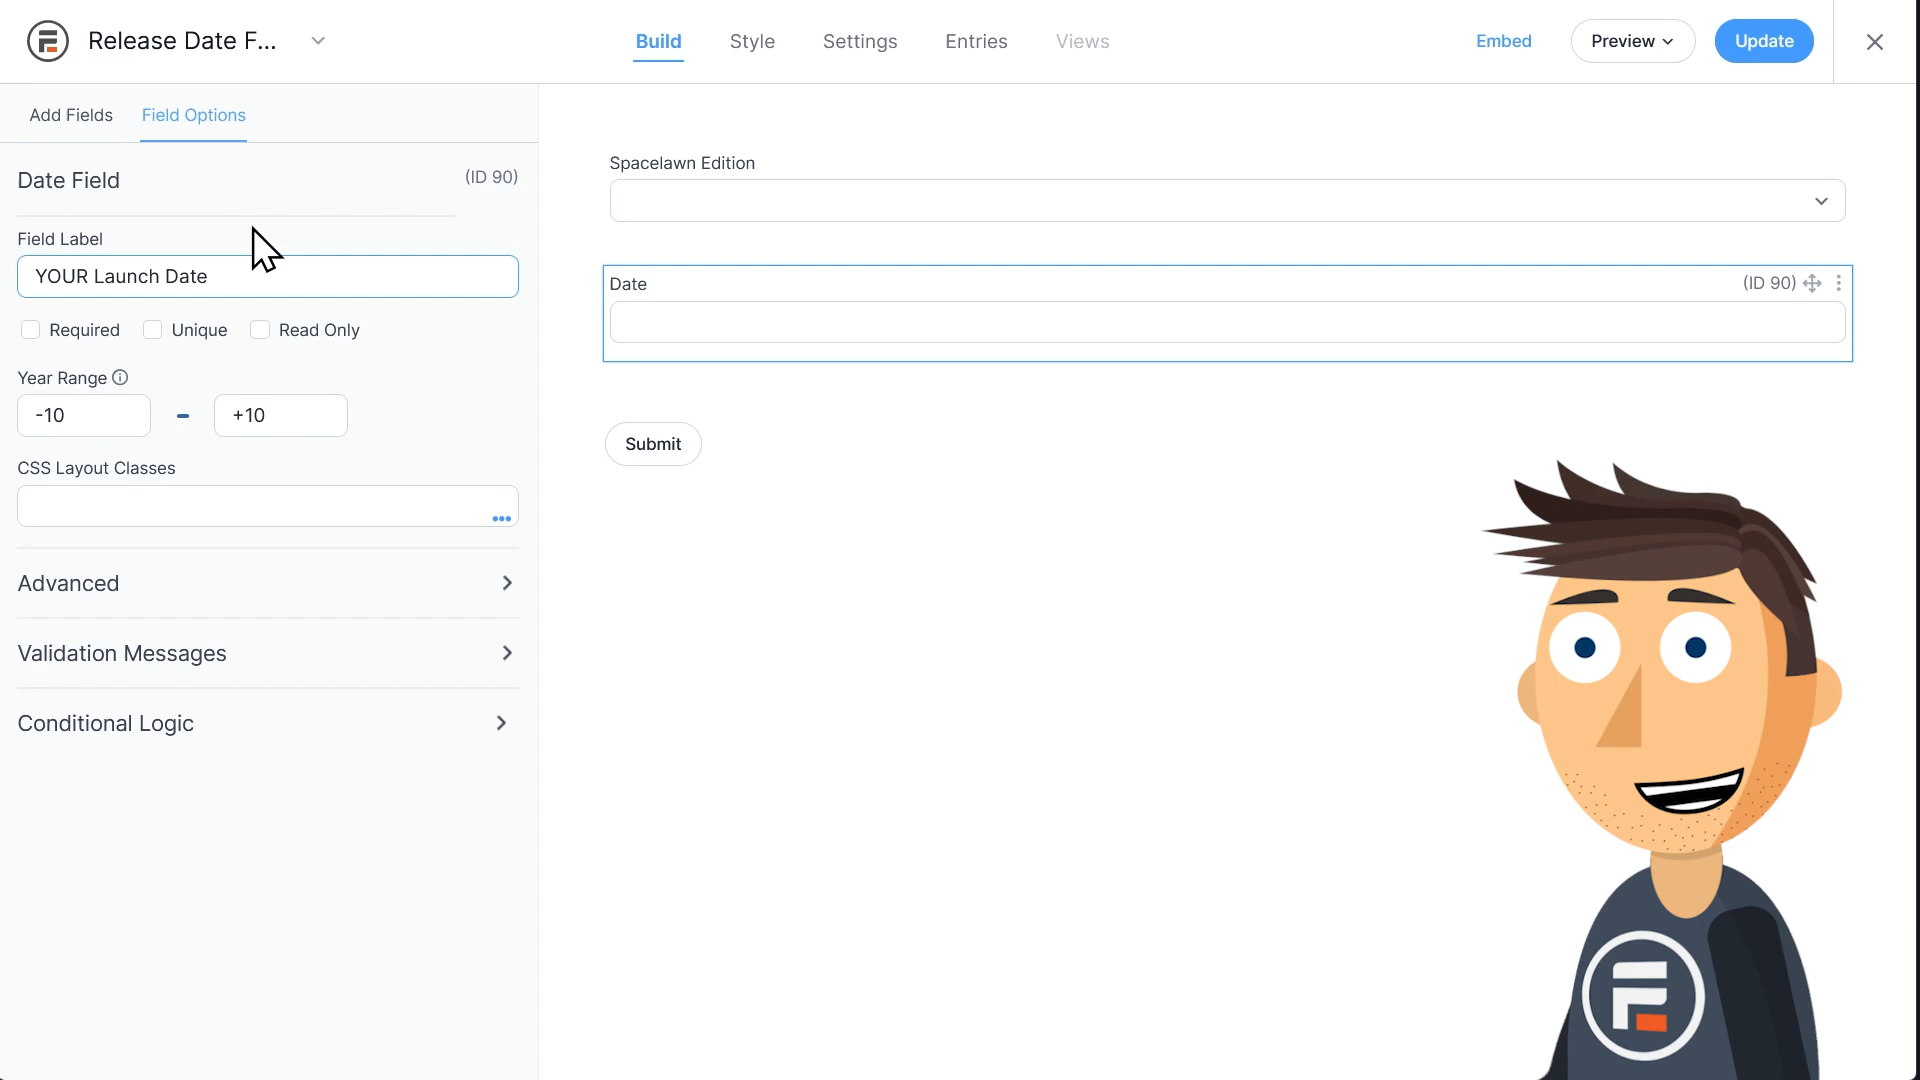 Release Date F...
Build
Style
Settings
Entries
Views
Embed
Preview
Update
Add Fields
Field Options
Date Field
(ID 90)
Field Label
YOUR Launch Date
Required
Unique
Read Only
Year Range
-10
-
+10
CSS Layout Classes
Advanced
Validation Messages
Conditional Logic
Spacelawn Edition
Date
(ID 90)
Submit